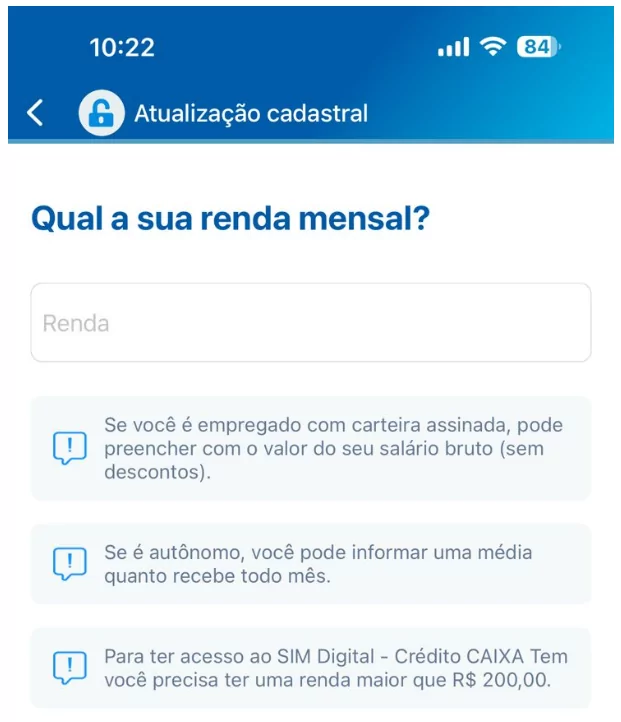 10:22
84
Atualização cadastral
Qual a sua renda mensal?
Renda
Se você é empregado com carteira assinada, pode
preencher com o valor do seu salário bruto (sem
descontos).
Se é autônomo, você pode informar uma média
quanto recebe todo mês.
Para ter acesso ao SIM Digital - Crédito CAIXA Tem
você precisa ter uma renda maior que R$ 200,00.